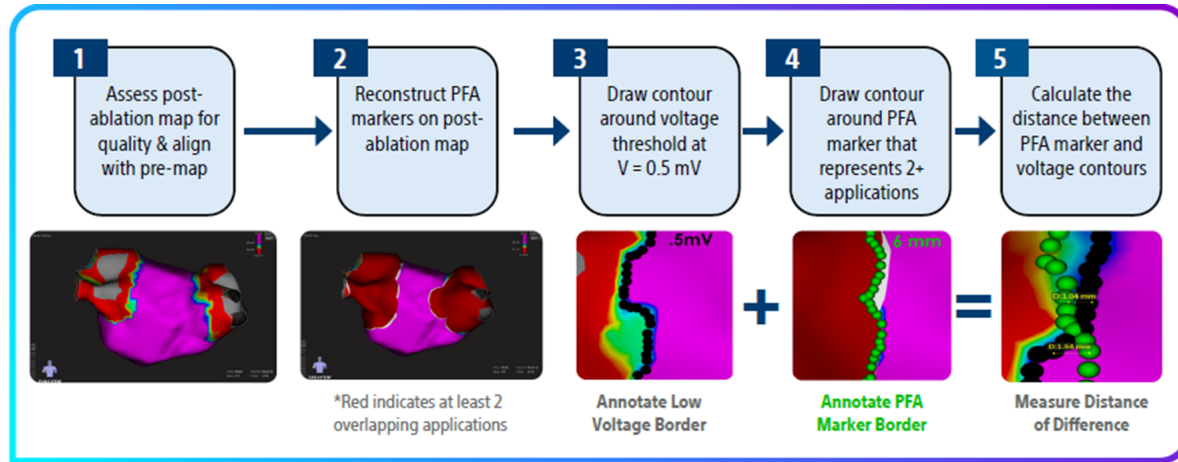 1
Assess post-
ablation map for
quality & align
with pre-map
2
Reconstruct PFA
markers on post-
ablation map
3
Draw contour
around voltage
threshold at
V = 0.5 mV
4
Draw contour
around PFA
marker that
represents 2+
applications
5
Calculate the
distance between
PFA marker and
voltage contours
.5mV
+
6 mm
=
D:1.04 mm
D:1.54 mm
*Red indicates at least 2
overlapping applications
Annotate Low
Voltage Border
Annotate PFA
Marker Border
Measure Distance
of Difference